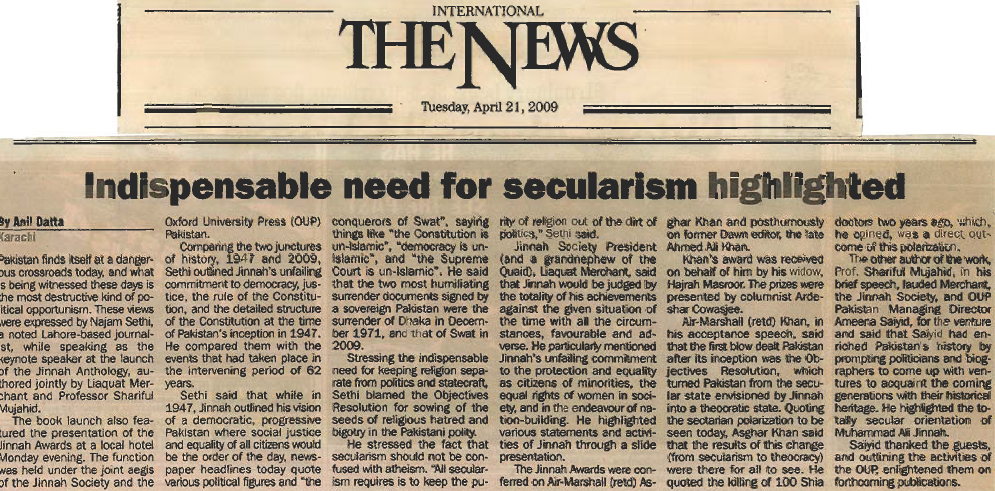 INTERNATIONAL
THE NEWS
Tuesday, April 21, 2009
Indispensable need for secularism highlighted
By Anil Datta
Karachi
Pakistan finds itself at a danger-
ous crossroads today, and what
is being witnessed these days is
the most destructive kind of po-
litical opportunism. These views
were expressed by Najam Sethi,
a noted Lahore-based journal-
ist, while speaking as the
keynote speaker at the launch
of the Jinnah Anthology, au-
thored jointly by Liaquat Mer-
chant and Professor Shariful
Mujahid.
The book launch also fea-
tured the presentation of the
Jinnah Awards at a local hotel
Monday evening. The function
was held under the joint aegis
of the Jinnah Society and the
Oxford University Press (OUP)
Pakistan.
Comparing the two junctures
of history, 1947 and 2009,
Sethi outlined Jinnah's unfailing
commitment to democracy, jus-
tice, the rule of the Constitu-
tion, and the detailed structure
of the Constitution at the time
of Pakistan's inception in 1947.
He compared them with the
events that had taken place in
the intervening period of 62
years.
Sethi said that while in
1947, Jinnah outlined his vision
of a democratic, progressive
Pakistan where social justice
and equality of all citizens would
be the order of the day, news-
paper headlines today quote
various political figures and "the
conquerors of Swat", saying
things like "the Constitution is
un-Islamic", "democracy is un-
Islamic", and "the Supreme
Court is un-Islamic". He said
that the two most humiliating
surrender documents signed by
a sovereign Pakistan were the
surrender of Dhaka in Decem-
ber 1971, and that of Swat in
2009.
Stressing the indispensable
need for keeping religion sepa-
rate from politics and statecraft,
Sethi blamed the Objectives
Resolution for sowing of the
seeds of religious hatred and
bigotry in the Pakistani polity.
He stressed the fact that
secularism should not be con-
fused with atheism. "All secular-
ism requires is to keep the pu-
rity of religion out of the dirt of
politics," Sethi said.
Jinnah Society President
(and a grandnephew of the
Quaid), Liaquat Merchant, said
that Jinnah would be judged by
the totality of his achievements
against the given situation of
the time with all the circum-
stances, favourable and ad-
verse. He particularly mentioned
Jinnah's unfailing commitment
to the protection and equality
as citizens of minorities, the
equal rights of women in soci-
ety, and in the endeavour of na-
tion-building. He highlighted
various statements and activi-
ties of Jinnah through a slide
presentation.
The Jinnah Awards were con-
ferred on Air-Marshall (retd) As-
ghar Khan and posthumously
on former Dawn editor, the late
Ahmed Ali Khan.
Khan's award was received
on behalf of him by his widow,
Hajrah Masroor. The prizes were
presented by columnist Arde-
shar Cowasjee.
Air-Marshall (retd) Khan, in
his acceptance speech, said
that the first blow dealt Pakistan
after its inception was the Ob-
jectives Resolution, which
turned Pakistan from the secu-
lar state envisioned by Jinnah
into a theocratic state. Quoting
the sectarian polarization to be
seen today, Asghar Khan said
that the results of this change
(from secularism to theocracy)
were there for all to see. He
quoted the killing of 100 Shia
doctors two years ago, which,
he opined, was a direct out-
come of this polarization.
The other author of the work,
Prof. Shariful Mujahid, in his
brief speech, lauded Merchant,
the Jinnah Society, and OUP
Pakistan Managing Director
Ameena Saiyid, for the venture
and said that Saiyid had en-
riched Pakistan's history by
prompting politicians and biog-
raphers to come up with ven-
tures to acquaint the coming
generations with their historical
heritage. He highlighted the to-
tally secular orientation of
Muhammad Ali Jinnah.
Saiyid thanked the guests,
and outlining the activities of
the OUP, enlightened them on
forthcoming publications.